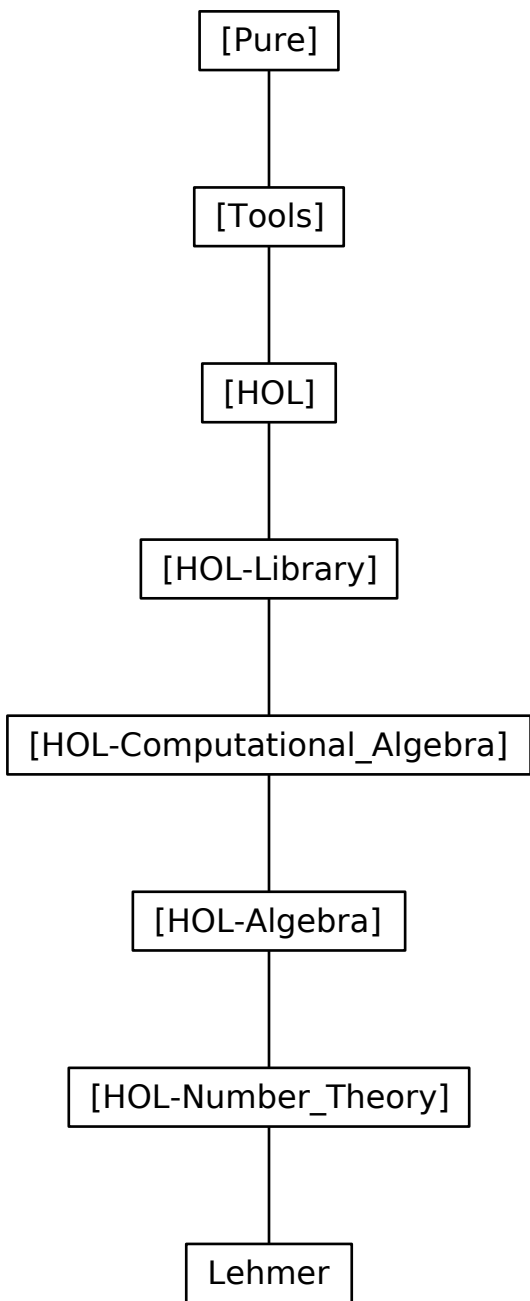 [Pure]
[Tools]
[HOL]
[HOL-Library]
[HOL-Computational_Algebra]
[HOL-Algebra]
[HOL-Number_Theory]
Lehmer